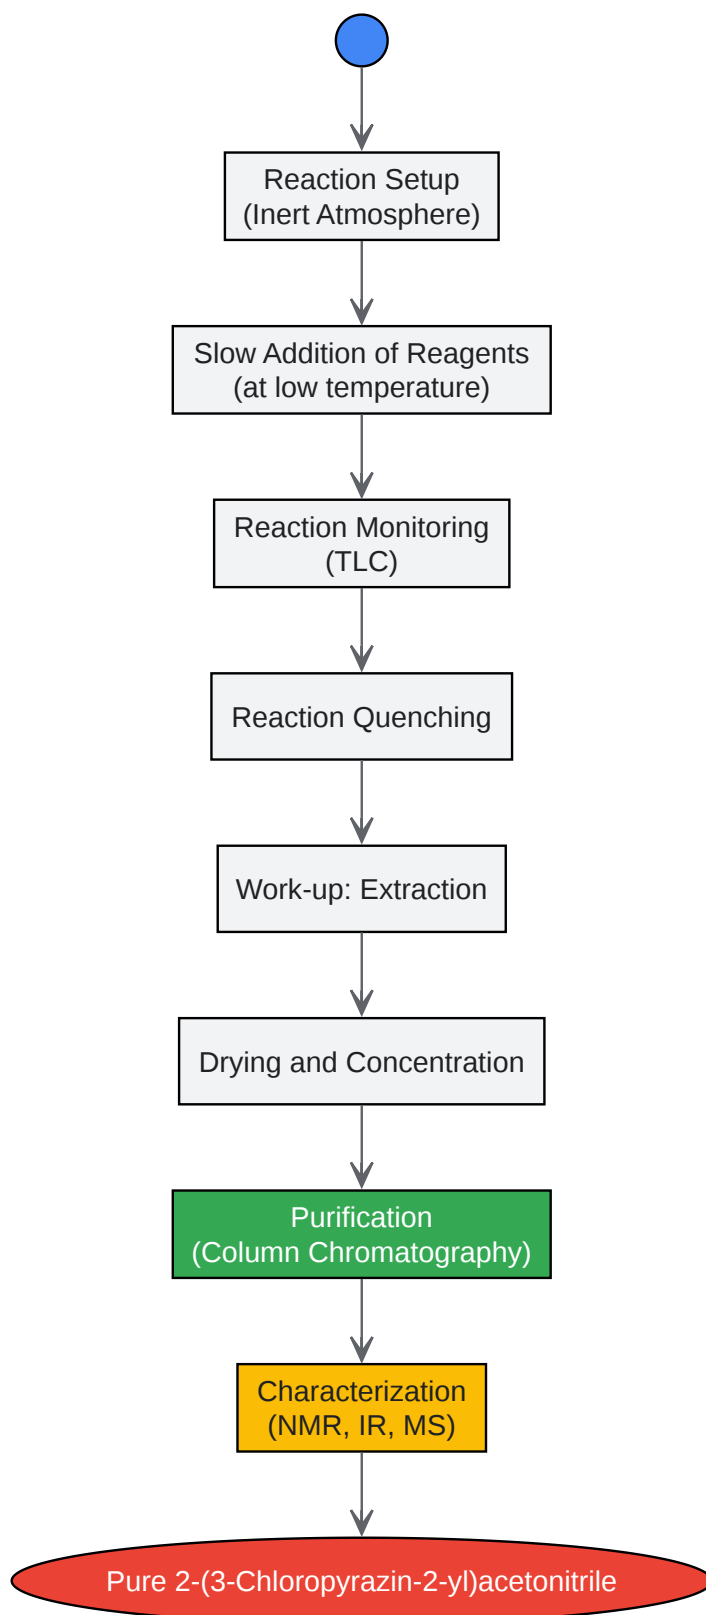 Reaction Setup
(Inert Atmosphere)
Slow Addition of Reagents
(at low temperature)
Reaction Monitoring
(TLC)
Reaction Quenching
Work-up: Extraction
Drying and Concentration
Purification
(Column Chromatography)
Characterization
(NMR, IR, MS)
Pure 2-(3-Chloropyrazin-2-yl)acetonitrile